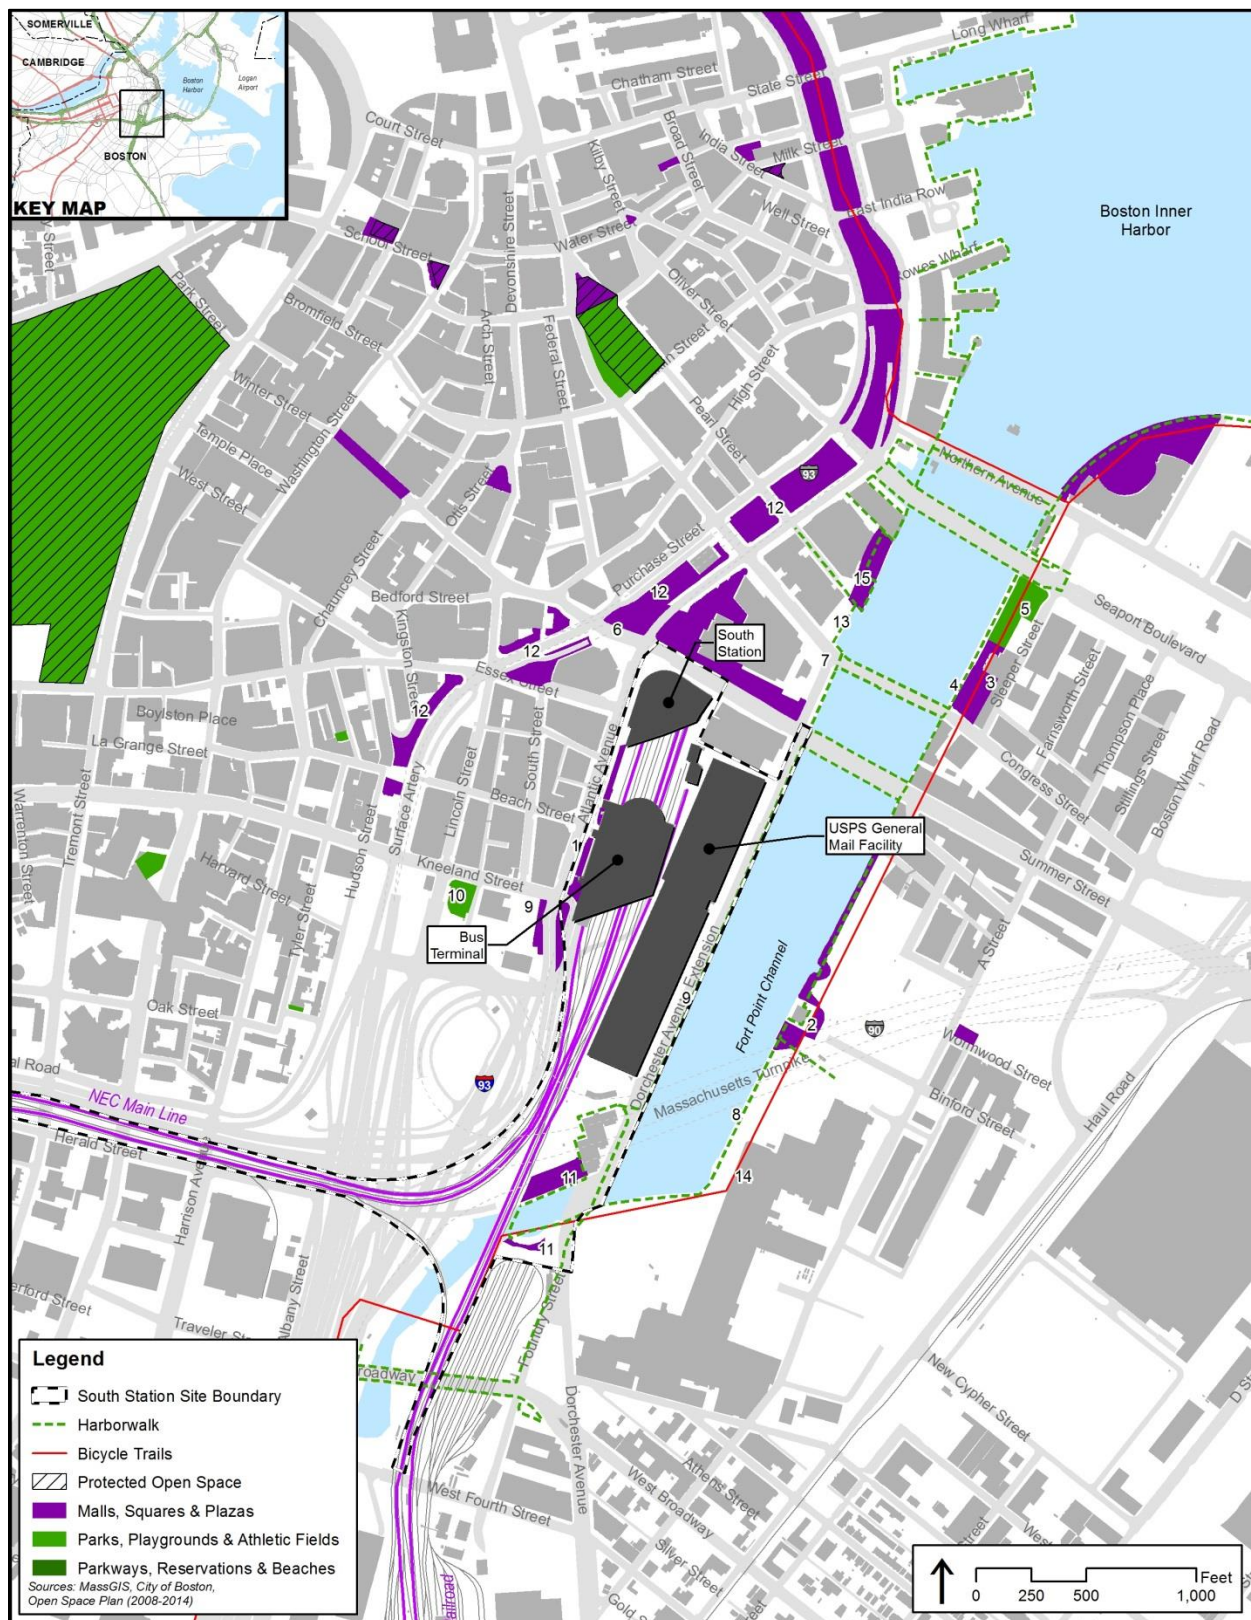 SOMERVILLE
CAMBRIDGE
Boston
Harbor
Logan
Airport
BOSTON
KEY MAP
Long Wharf
Chatham Street
State Street
Court Street
Broad Street
Kilby Street
India Street
Milk Street
Well Street
East India Row
Boston Inner
Harbor
School Street
Water Street
Devonshire Street
Rowes Wharf
Park Street
Bromfield Street
Oliver Street
Arch Street
Federal Street
High Street
Winter Street
Washington Street
Pearl Street
Temple Place
West Street
Otis Street
93
Northern Avenue
12
Chauncey Street
Purchase Street
15
Bedford Street
12
5
Seaport Boulevard
Kingston Street
6
13
12
South
Station
7
Sleeper Street
Essex Street
4
3
Farnsworth Street
Thompson Place
12
Boylston Place
La Grange Street
South Street
Atlantic Avenue
Stillings Street
Boston Wharf Road
Congress Street
Lincoln Street
Beach Street
Surface Artery
Warrenton Street
Tremont Street
USPS General
Mail Facility
Summer Street
Harvard Street
Hudson Street
Kneeland Street
1
10
9
Bus
Terminal
Tyler Street
A Street
Dorchester Avenue Extension
9
Fort Point Channel
Oak Street
2
90
Wormwood Street
Massachusetts Turnpike
Binford Street
Haul Road
93
NEC Main Line
8
Herald Street
Harrison Avenue
11
14
11
Albany Street
Foundry Street
Traveler
New Cypher Street
Dorchester Avenue
Athens Street
West Broadway
West Fourth Street
Silver Street
Gold
Legend
South Station Site Boundary
Harborwalk
Bicycle Trails
Protected Open Space
Malls, Squares & Plazas
Parks, Playgrounds & Athletic Fields
Parkways, Reservations & Beaches
Sources: MassGIS, City of Boston,
Open Space Plan (2008-2014)
Feet
0 250 500 1,000